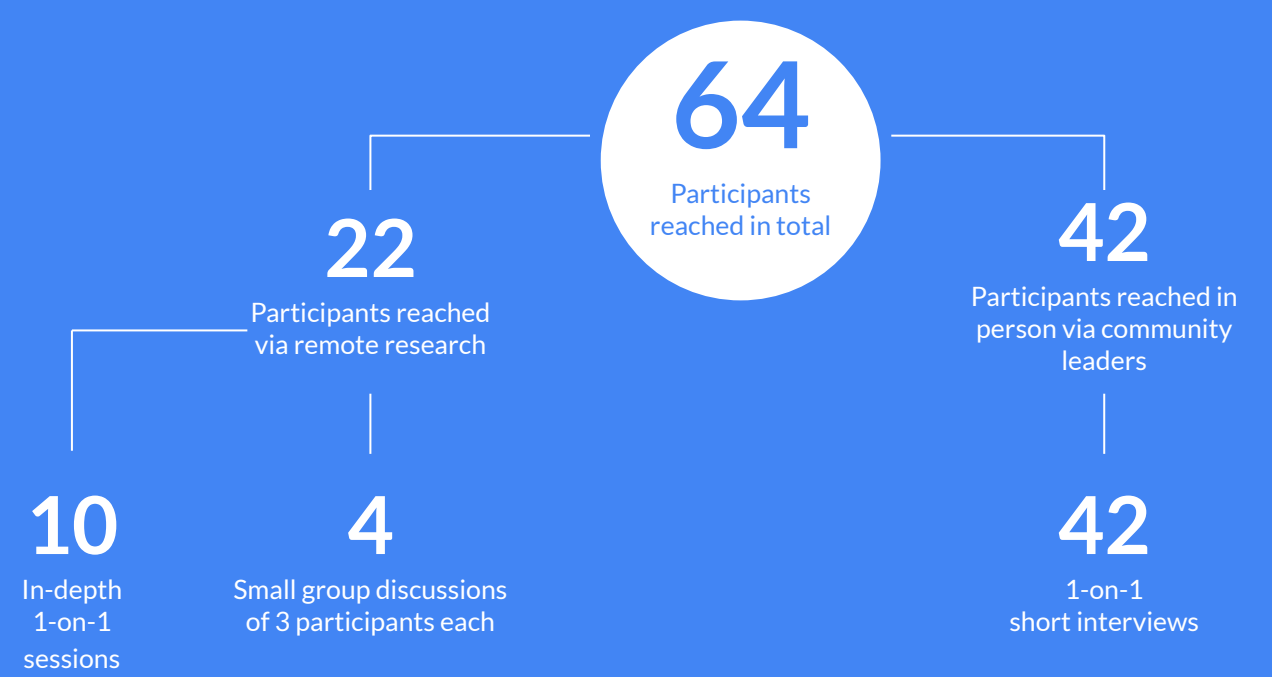 64
Participants
reached in total
22
Participants reached
via remote research
42
Participants reached in
person via community
leaders
10
In-depth
1-on-1
sessions
4
Small group discussions
of 3 participants each
42
1-on-1
short interviews